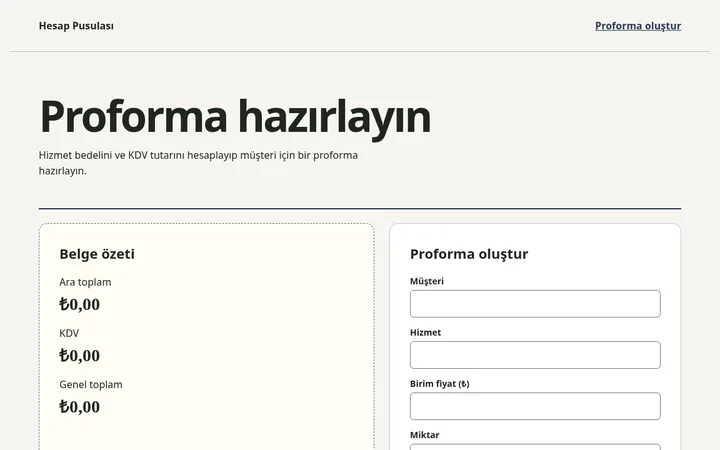 Hesap Pusulası
Proforma oluştur
Proforma hazırlayın
Hizmet bedelini ve KDV tutarını hesaplayıp müşteri için bir proforma
hazırlayın.
Belge özeti
Ara toplam
₺0,00
KDV
₺0,00
Genel toplam
₺0,00
Proforma oluştur
Müşteri
Hizmet
Birim fiyat (₺)
Miktar